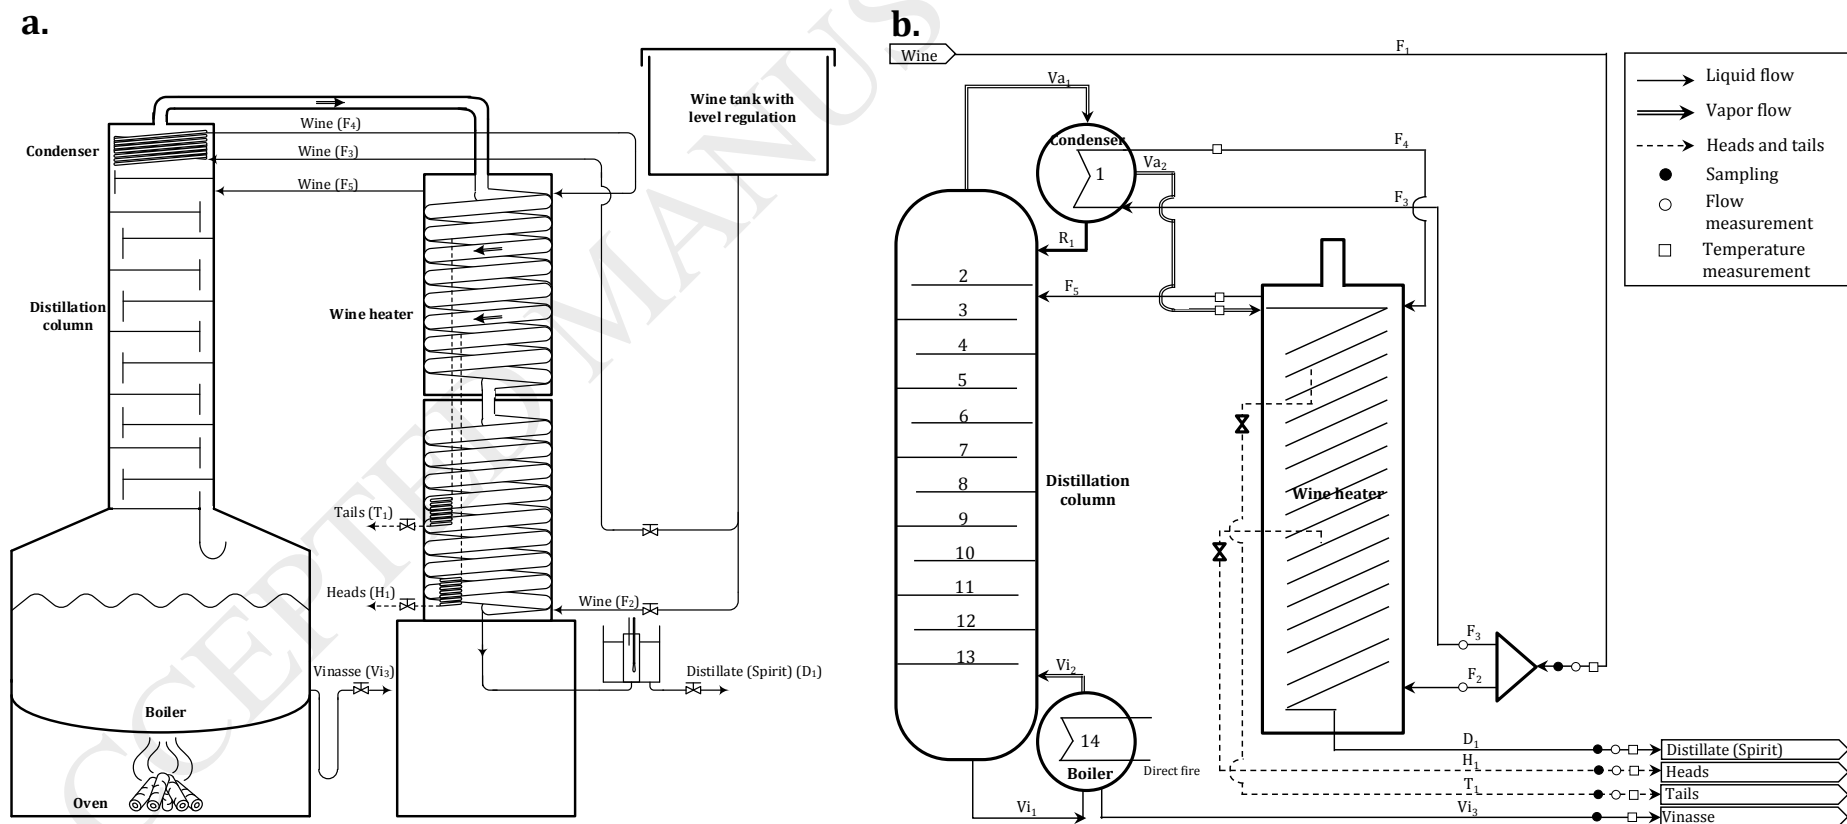 a.
Wine tank with
level regulation
Wine (F₄)
Condenser
Wine (F₃)
Wine (F₅)
Distillation
column
Wine heater
Tails (T₁)
Heads (H₁)
Wine (F₂)
Vinasse (Vi₃)
Distillate (Spirit) (D₁)
Boiler
Oven
b.
Wine
F₁
Va₁
Condenser
1
Va₂
F₄
F₃
R₁
F₅
2
3
4
5
6
7
8
9
10
11
12
13
Distillation
column
Wine heater
F₃
F₂
Vi₂
14
Boiler
Direct fire
Vi₁
D₁
H₁
T₁
Vi₃
Distillate (Spirit)
Heads
Tails
Vinasse
Liquid flow
Vapor flow
Heads and tails
Sampling
Flow
measurement
Temperature
measurement
CCEPTED MANUS